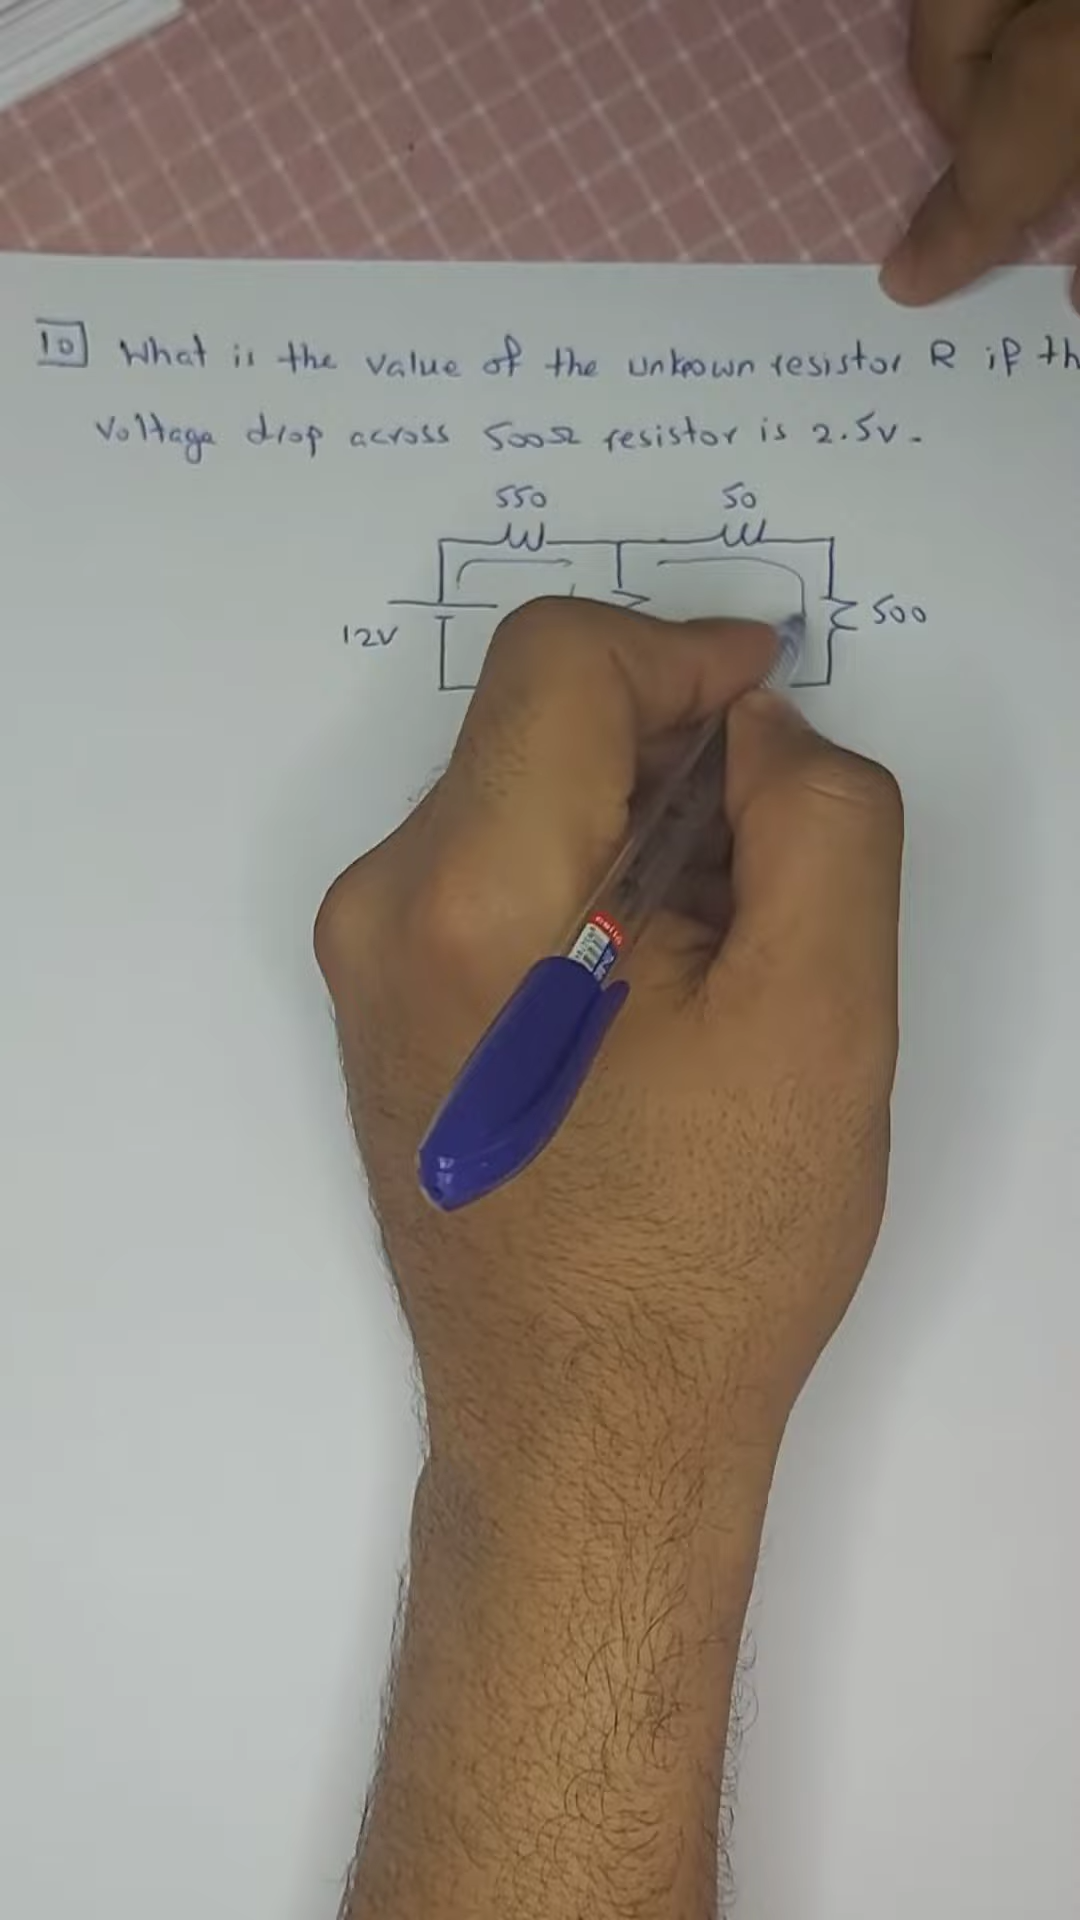 10 What is the value of the unknown resistor R if th
Voltage drop across 500Ω resistor is 2.5v.
550 50
12V 500